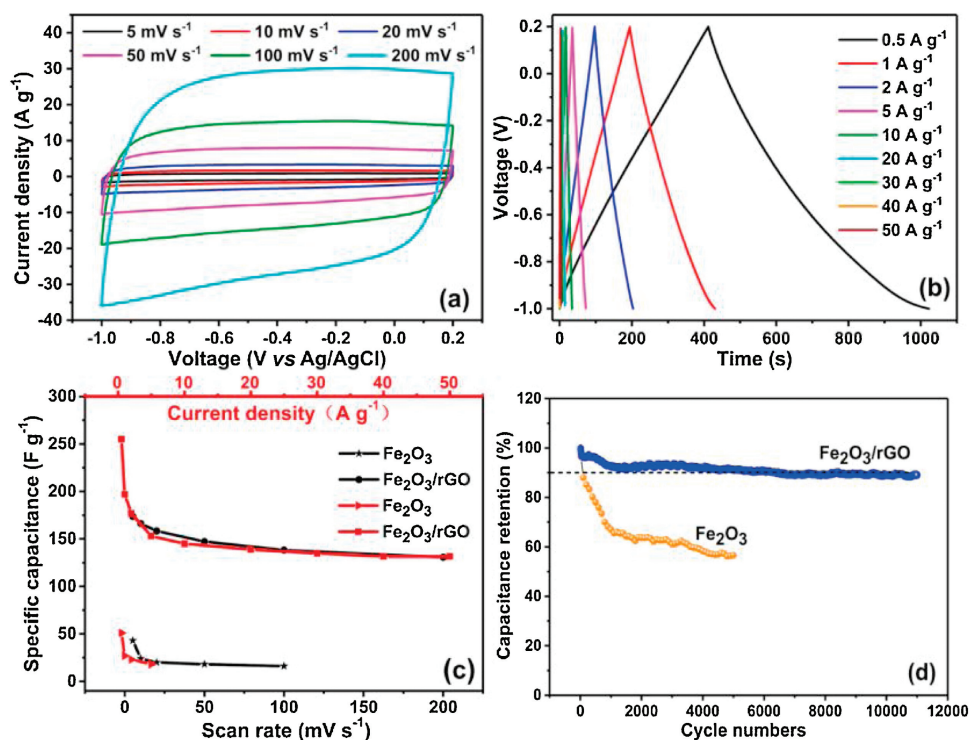 5 mV s⁻¹ 10 mV s⁻¹ 20 mV s⁻¹
50 mV s⁻¹ 100 mV s⁻¹ 200 mV s⁻¹
40
30
20
10
0
-10
-20
-30
-40
Current density (A g⁻¹)
(a)
-1.0 -0.8 -0.6 -0.4 -0.2 0.0 0.2
Voltage (V vs Ag/AgCl)
0.2
0.0
-0.2
-0.4
-0.6
-0.8
-1.0
Voltage (V)
0.5 A g⁻¹
1 A g⁻¹
2 A g⁻¹
5 A g⁻¹
10 A g⁻¹
20 A g⁻¹
30 A g⁻¹
40 A g⁻¹
50 A g⁻¹
(b)
0 200 400 600 800 1000
Time (s)
0 10 20 30 40 50
Current density（A g⁻¹）
300
250
200
150
100
50
0
Specific capacitance (F g⁻¹)
Fe₂O₃
Fe₂O₃/rGO
Fe₂O₃
Fe₂O₃/rGO
(c)
0 50 100 150 200
Scan rate (mV s⁻¹)
120
100
80
60
40
20
0
Capacitance retention (%)
Fe₂O₃/rGO
Fe₂O₃
(d)
0 2000 4000 6000 8000 10000 12000
Cycle numbers